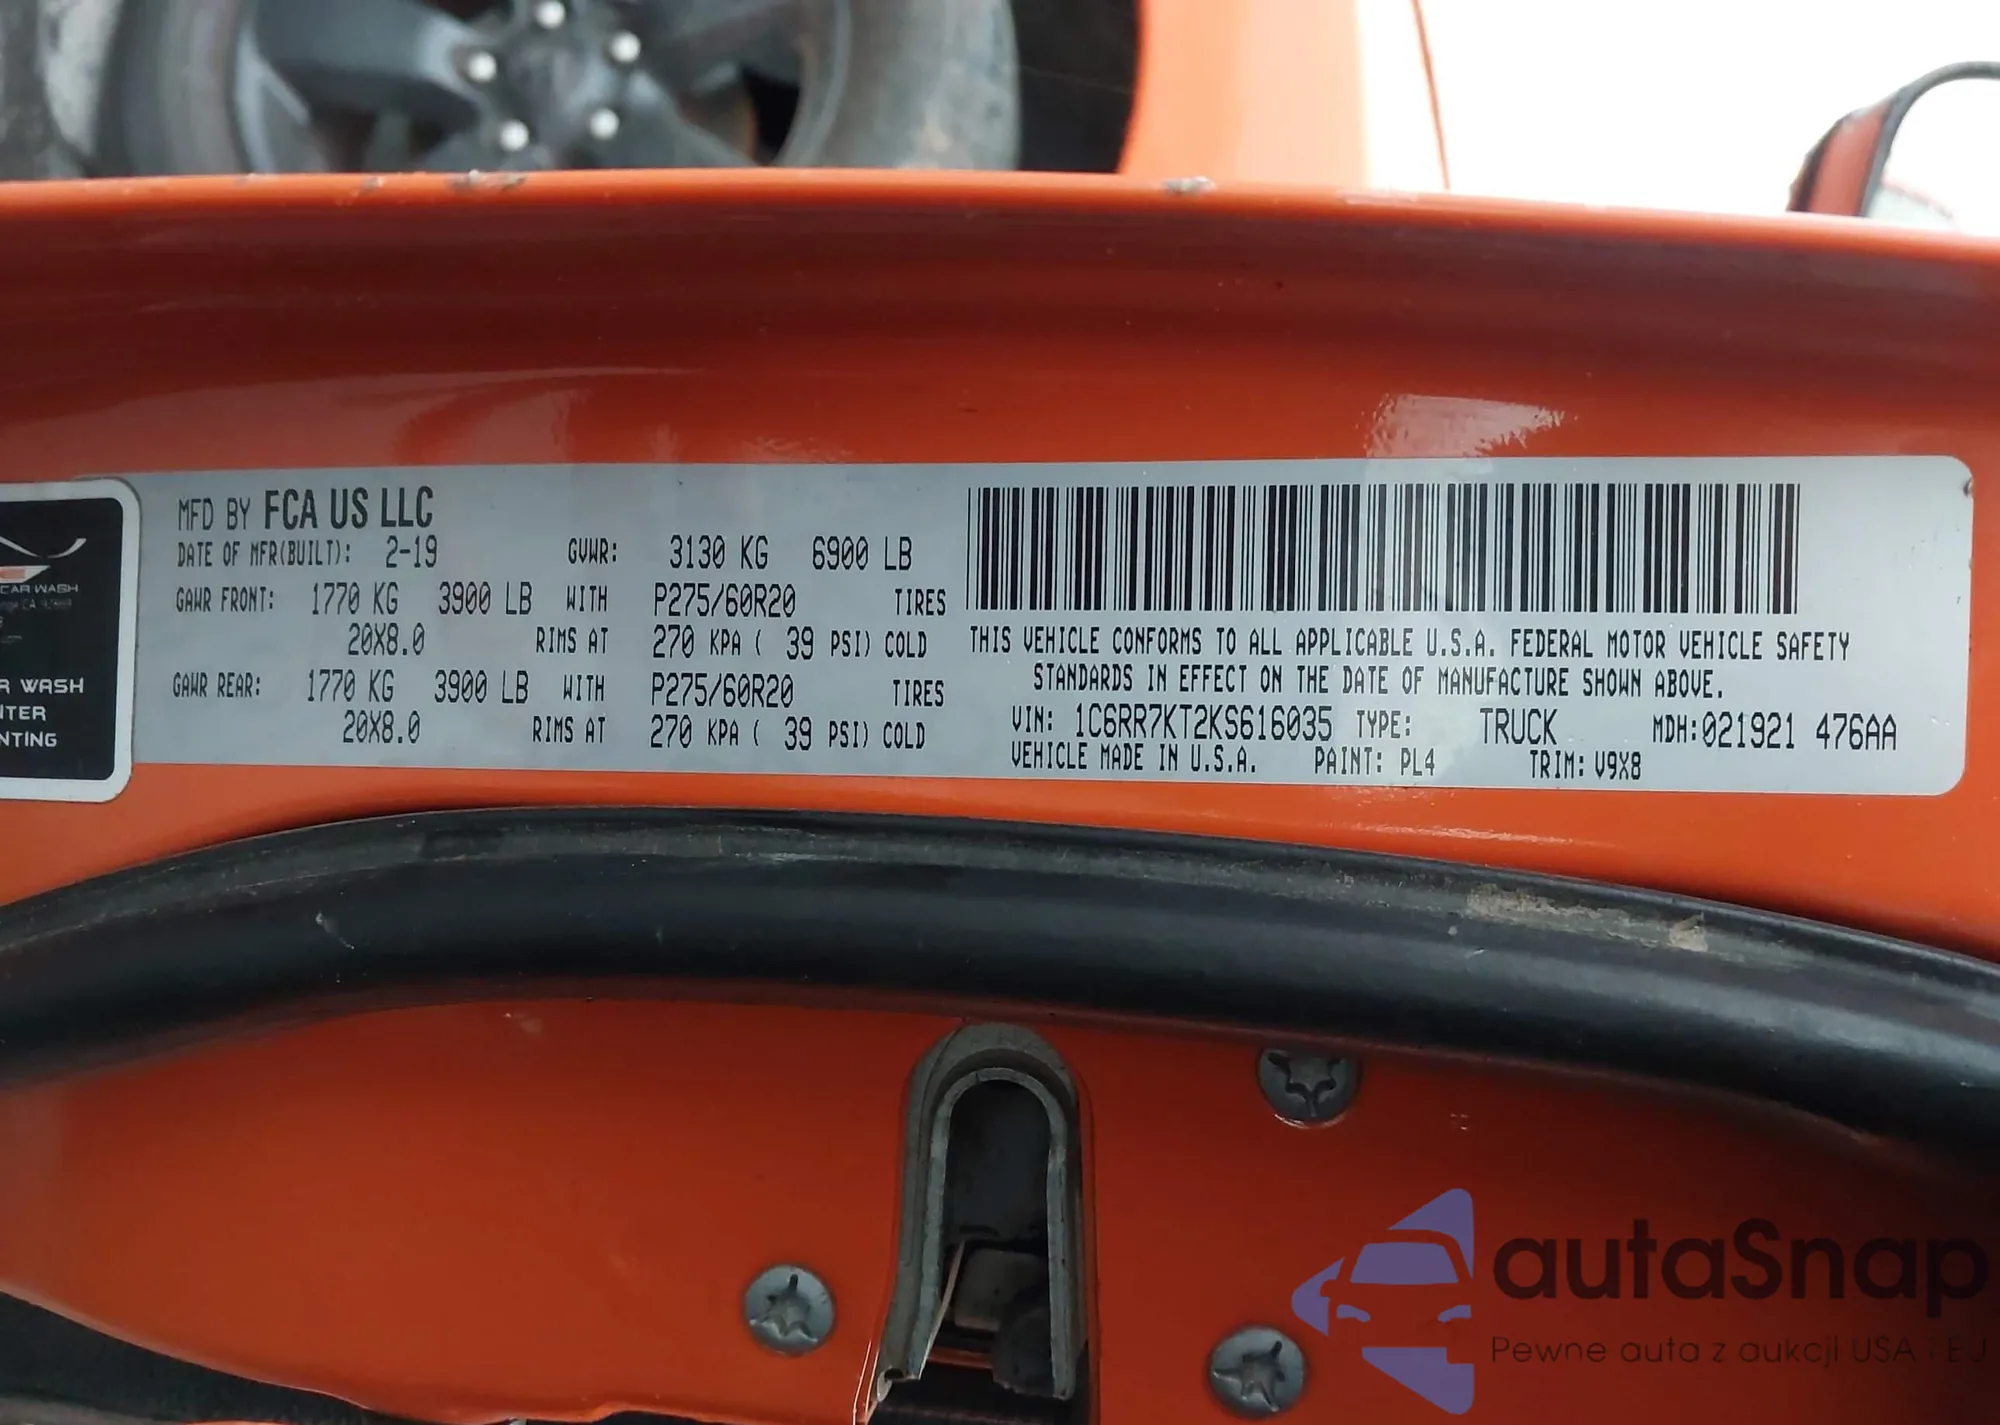 MFD BY FCA US LLC
DATE OF MFR(BUILT): 2-19 GVWR: 3130 KG 6900 LB
GAWR FRONT: 1770 KG 3900 LB WITH P275/60R20 TIRES
20X8.0 RIMS AT 270 KPA ( 39 PSI) COLD
GAWR REAR: 1770 KG 3900 LB WITH P275/60R20 TIRES
20X8.0 RIMS AT 270 KPA ( 39 PSI) COLD
THIS VEHICLE CONFORMS TO ALL APPLICABLE U.S.A. FEDERAL MOTOR VEHICLE SAFETY
STANDARDS IN EFFECT ON THE DATE OF MANUFACTURE SHOWN ABOVE.
VIN: 1C6RR7KT2KS616035 TYPE: TRUCK MDH:021921 476AA
VEHICLE MADE IN U.S.A. PAINT: PL4 TRIM: V9X8
CAR WASH
R WASH
NTER
NTING
autaSnap
Pewne auta z aukcji USA i EJ